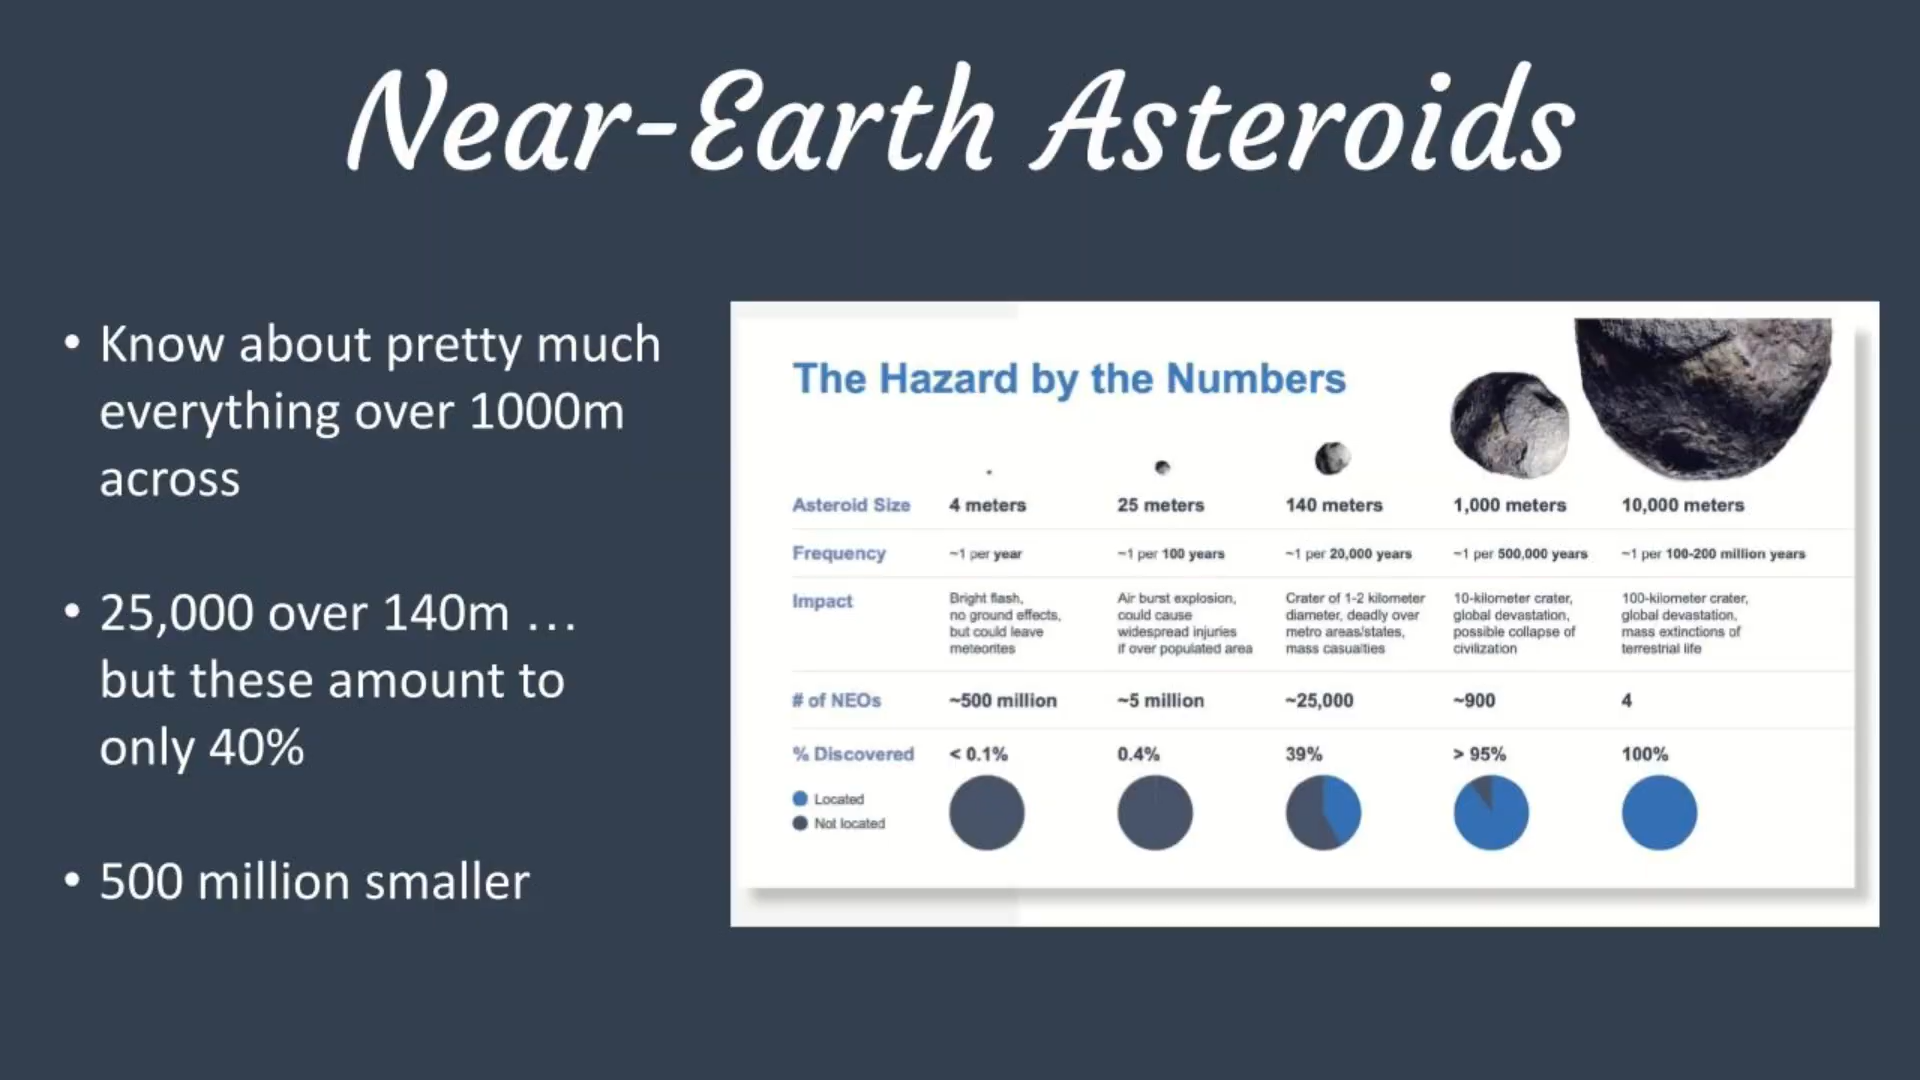 Near-Earth Asteroids
• Know about pretty much
everything over 1000m
across
• 25,000 over 140m …
but these amount to
only 40%
• 500 million smaller
The Hazard by the Numbers
Asteroid Size 4 meters 25 meters 140 meters 1,000 meters 10,000 meters
Frequency ~1 per year ~1 per 100 years ~1 per 20,000 years ~1 per 500,000 years ~1 per 100-200 million years
Impact Bright flash, Air burst explosion, Crater of 1-2 kilometer 10-kilometer crater, 100-kilometer crater,
no ground effects, could cause diameter, deadly over global devastation, global devastation,
but could leave widespread injuries metro areas/states, possible collapse of mass extinctions of
meteorites if over populated area mass casualties civilization terrestrial life
# of NEOs ~500 million ~5 million ~25,000 ~900 4
% Discovered < 0.1% 0.4% 39% > 95% 100%
Located
Not located